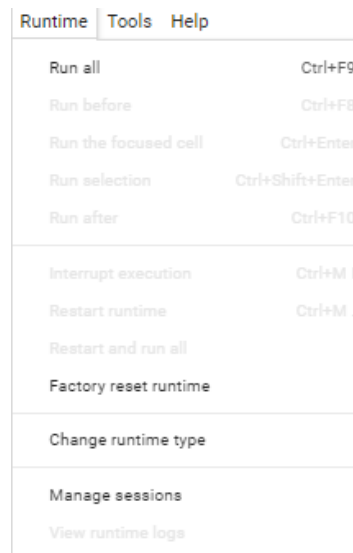 Runtime Tools Help
Run all Ctrl+F9
Run before Ctrl+F8
Run the focused cell Ctrl+Enter
Run selection Ctrl+Shift+Enter
Run after Ctrl+F10
Interrupt execution Ctrl+M
Restart runtime Ctrl+M .
Restart and run all
Factory reset runtime
Change runtime type
Manage sessions
View runtime logs